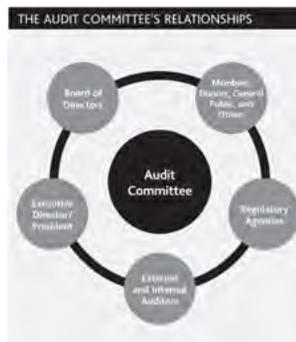 THE AUDIT COMMITTEE'S RELATIONSHIPS
Board of
Directors
Members,
Donors, General
Public, and
Others
Audit
Committee
Executive
Director/
President
Regulatory
Agencies
External
and Internal
Auditors